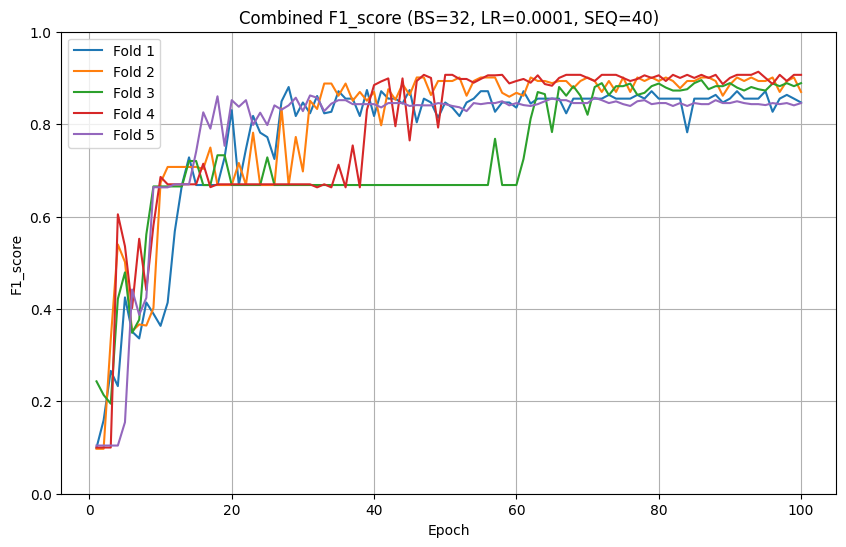 Combined F1_score (BS=32, LR=0.0001, SEQ=40)
Fold 1
Fold 2
Fold 3
Fold 4
Fold 5
F1_score
1.0
0.8
0.6
0.4
0.2
0.0
0 20 40 60 80 100
Epoch